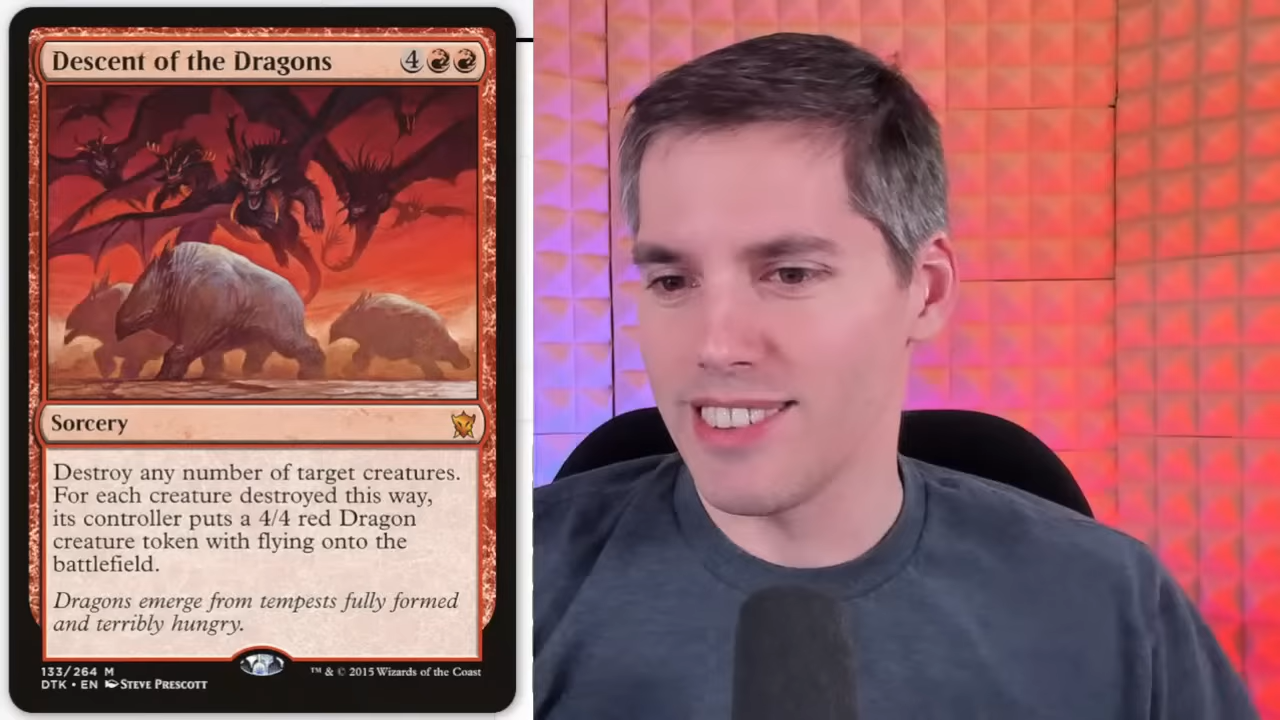 Descent of the Dragons 4
Sorcery
Destroy any number of target creatures.
For each creature destroyed this way,
its controller puts a 4/4 red Dragon
creature token with flying onto the
battlefield.
Dragons emerge from tempests fully formed
and terribly hungry.
133/264 M
DTK • EN STEVE PRESCOTT
™ & © 2015 Wizards of the Coast